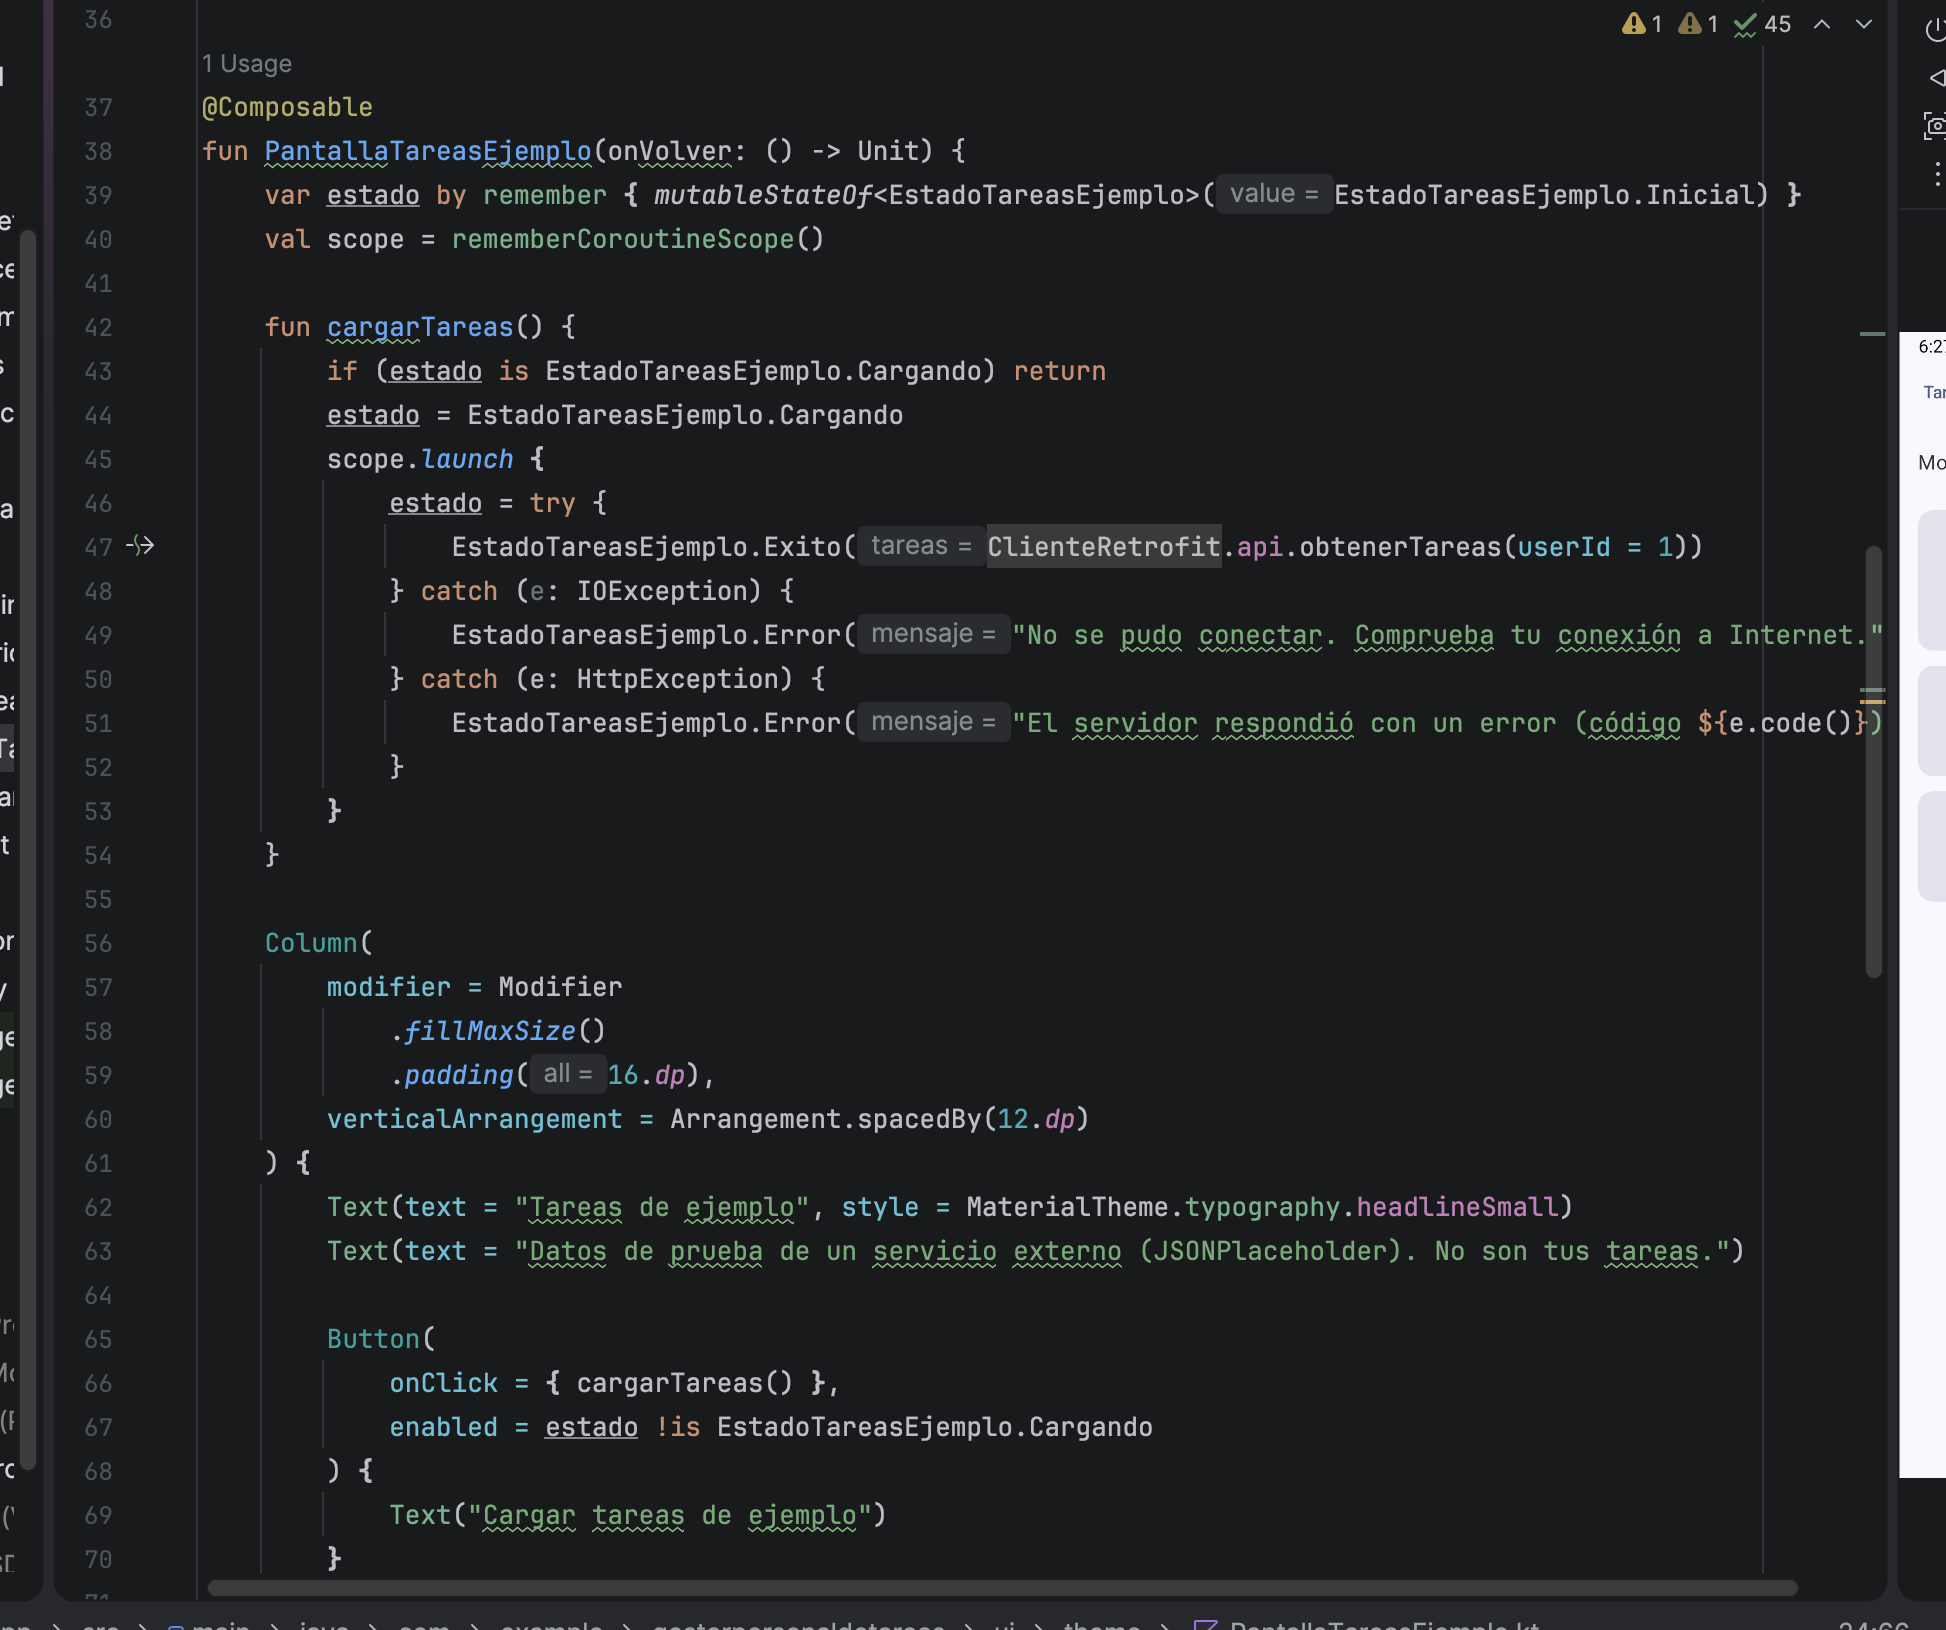 36
1 1 45
1 Usage
37 @Composable
38 fun PantallaTareasEjemplo(onVolver: () -> Unit) {
39 var estado by remember { mutableStateOf<EstadoTareasEjemplo>( value = EstadoTareasEjemplo.Inicial) }
40 val scope = rememberCoroutineScope()
41
42 fun cargarTareas() {
43 if (estado is EstadoTareasEjemplo.Cargando) return
44 estado = EstadoTareasEjemplo.Cargando
45 scope.launch {
46 estado = try {
47 EstadoTareasEjemplo.Exito( tareas = ClienteRetrofit.api.obtenerTareas(userId = 1))
48 } catch (e: IOException) {
49 EstadoTareasEjemplo.Error( mensaje = "No se pudo conectar. Comprueba tu conexión a Internet."
50 } catch (e: HttpException) {
51 EstadoTareasEjemplo.Error( mensaje = "El servidor respondió con un error (código ${e.code()})
52 }
53 }
54 }
55
56 Column(
57 modifier = Modifier
58 .fillMaxSize()
59 .padding( all = 16.dp),
60 verticalArrangement = Arrangement.spacedBy(12.dp)
61 ) {
62 Text(text = "Tareas de ejemplo", style = MaterialTheme.typography.headlineSmall)
63 Text(text = "Datos de prueba de un servicio externo (JSONPlaceholder). No son tus tareas.")
64
65 Button(
66 onClick = { cargarTareas() },
67 enabled = estado !is EstadoTareasEjemplo.Cargando
68 ) {
69 Text("Cargar tareas de ejemplo")
70 }
6:27
Tar
Mo